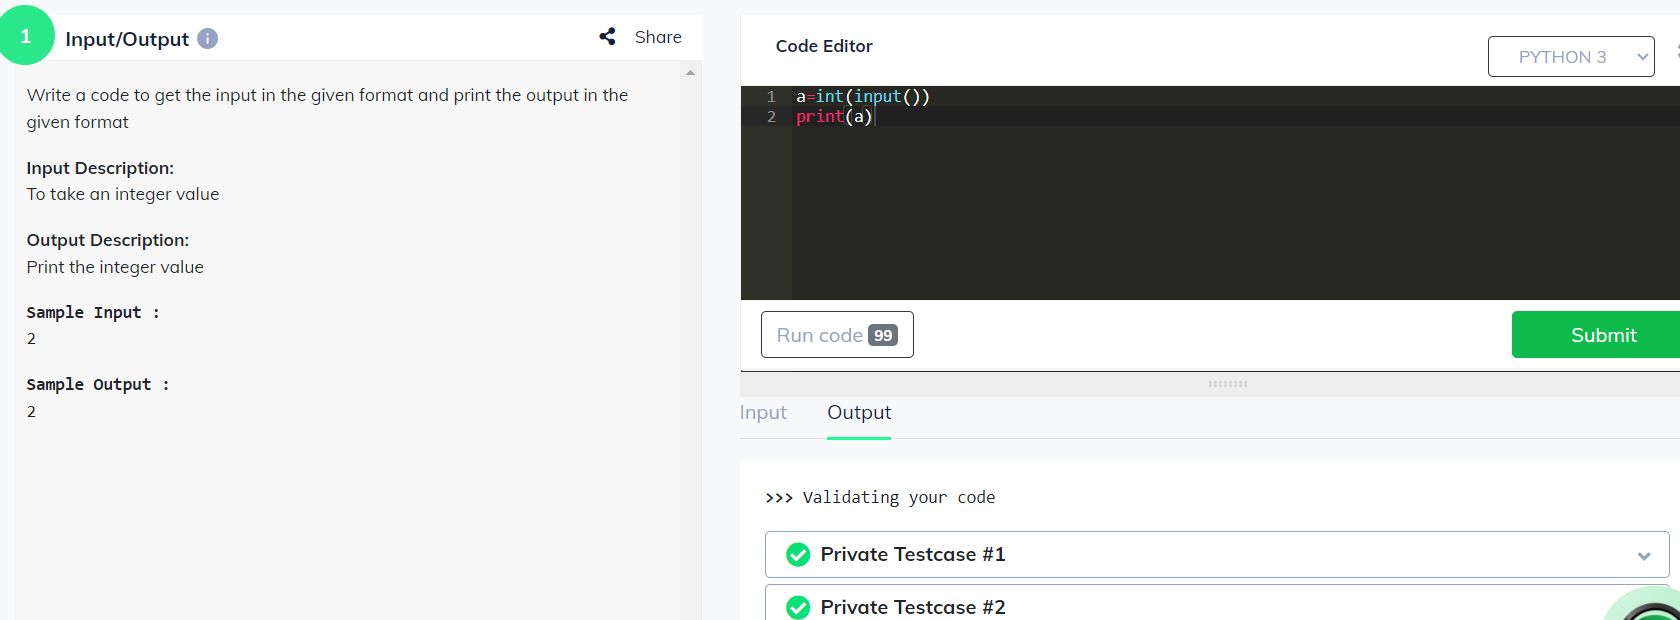 1
Input/Output i
Share
Write a code to get the input in the given format and print the output in the
given format
Input Description:
To take an integer value
Output Description:
Print the integer value
Sample Input :
2
Sample Output :
2
Code Editor
PYTHON 3
1 a=int(input())
2 print(a)
Run code 99
Submit
Input Output
>>> Validating your code
Private Testcase #1
Private Testcase #2